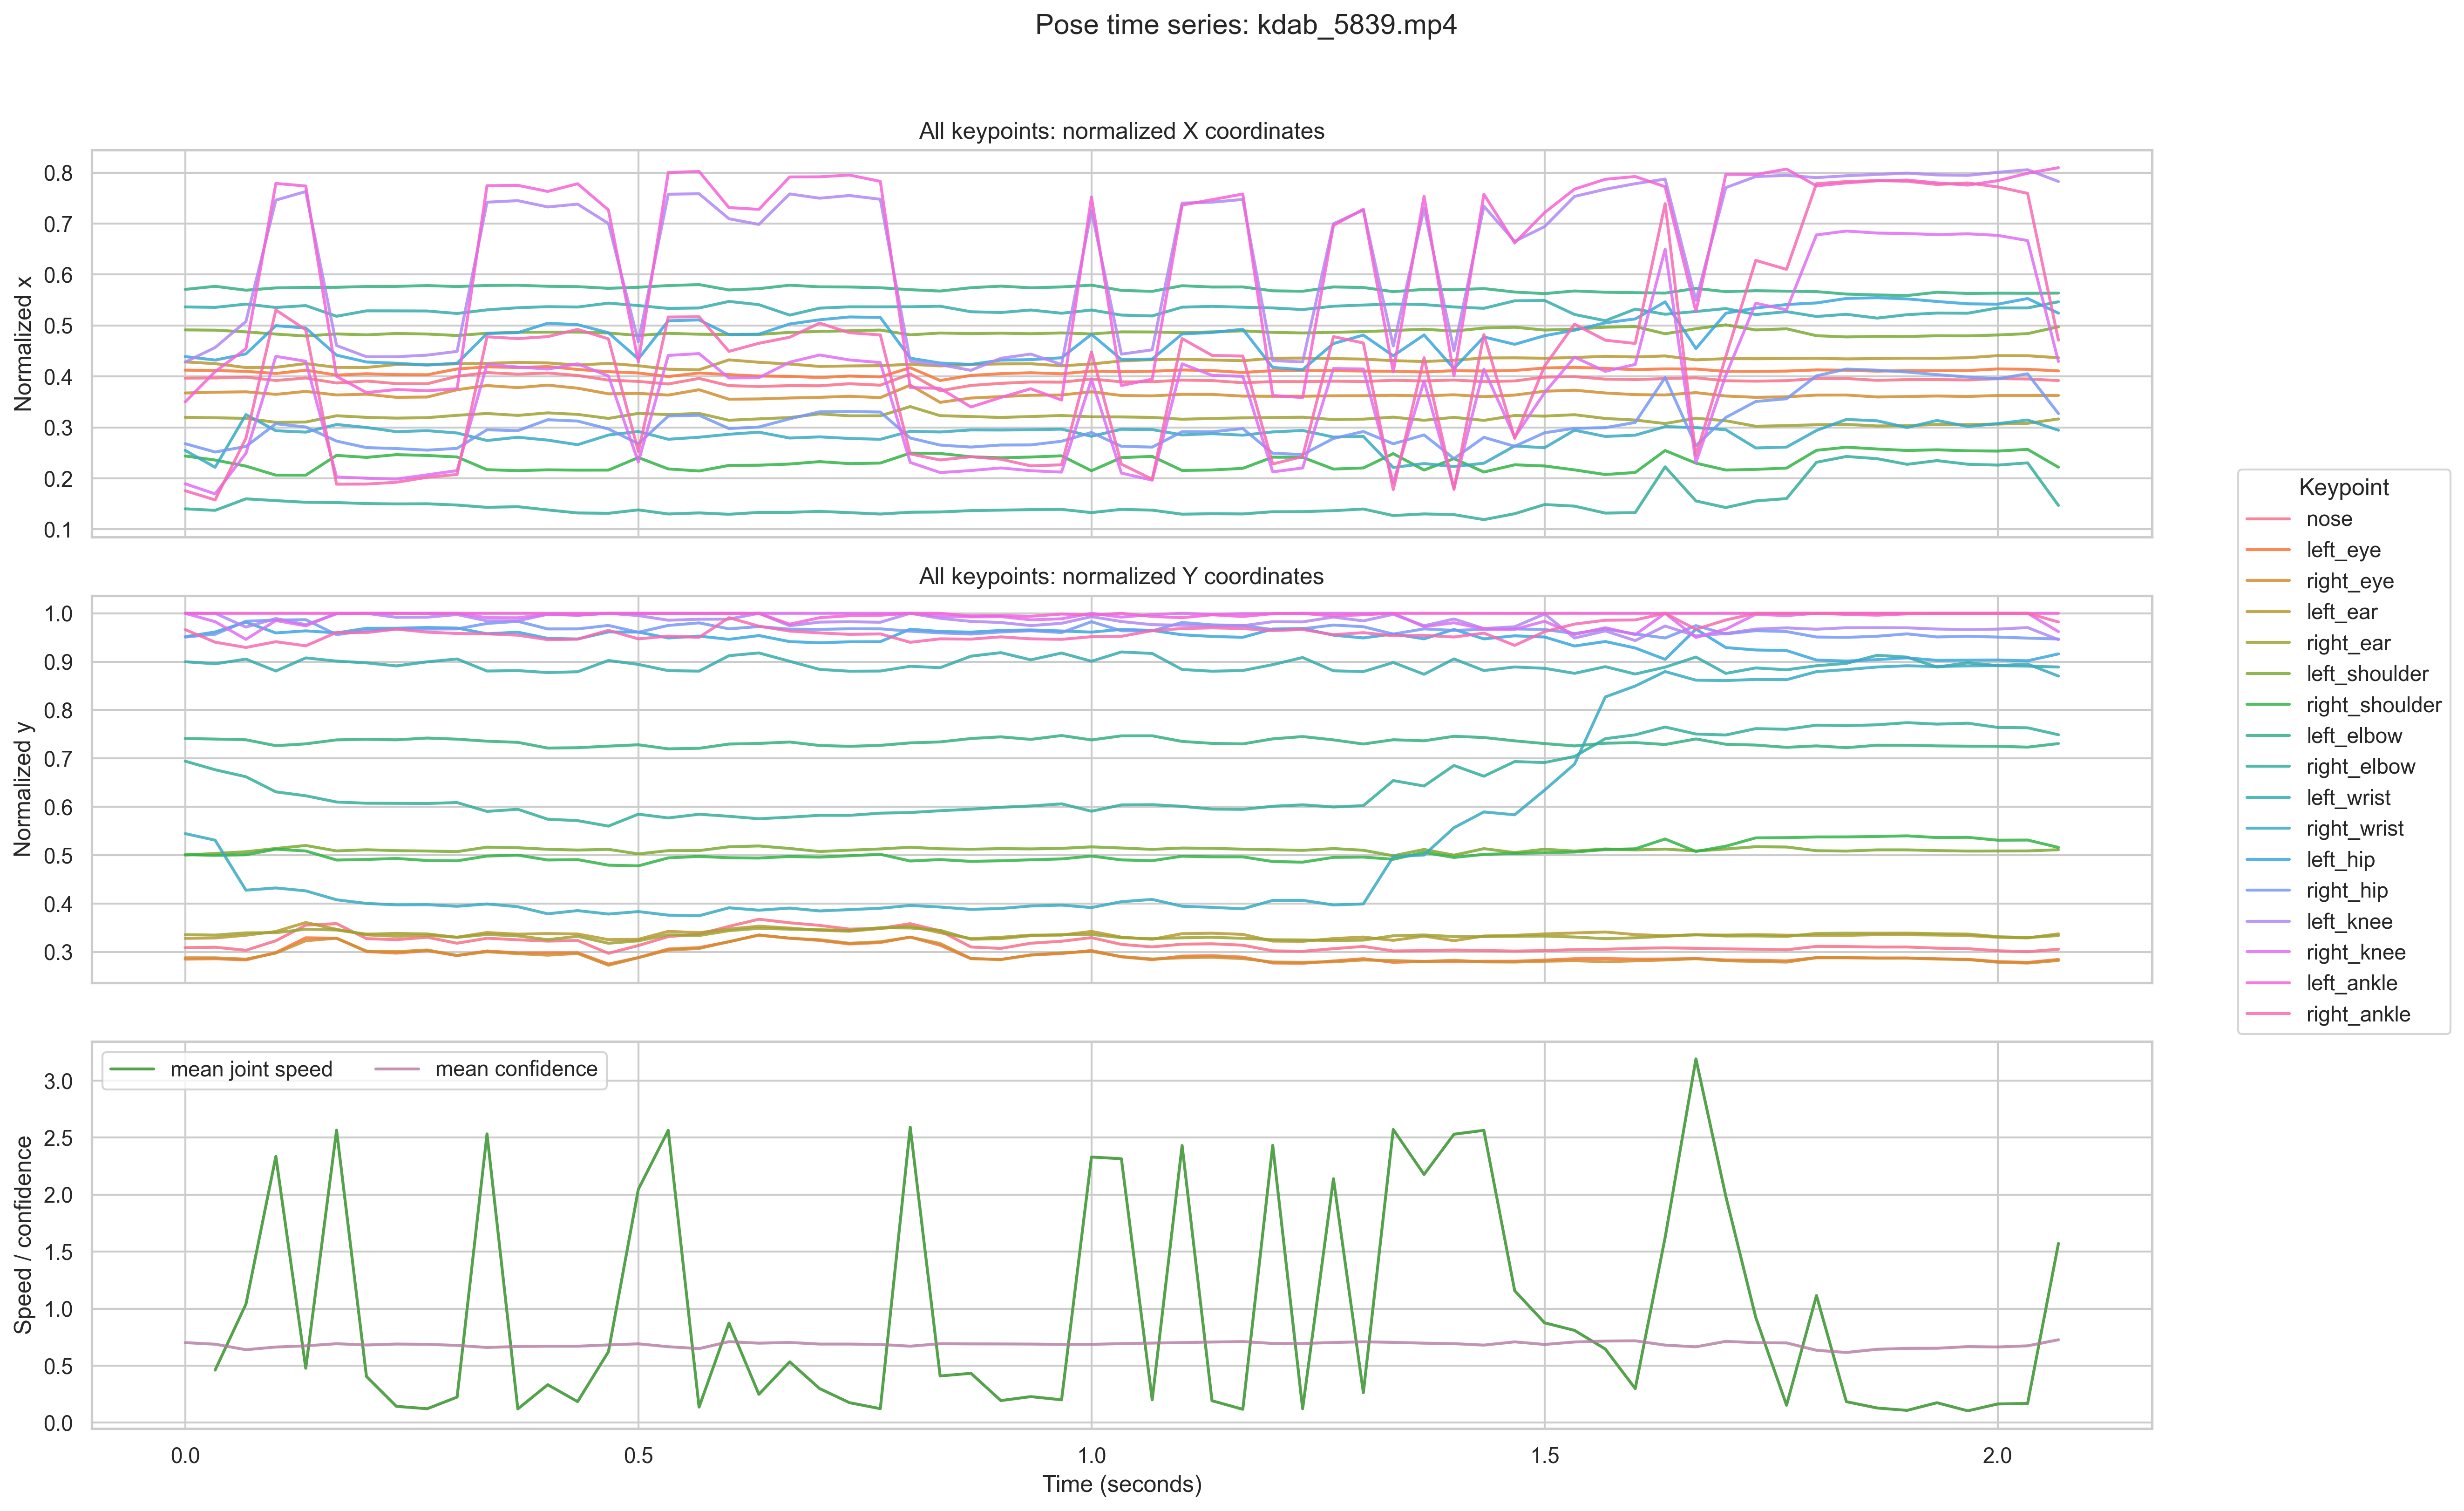 Pose time series: kdab_5839.mp4
All keypoints: normalized X coordinates
Normalized x
0.8
0.7
0.6
0.5
0.4
0.3
0.2
0.1
All keypoints: normalized Y coordinates
Normalized y
1.0
0.9
0.8
0.7
0.6
0.5
0.4
0.3
Keypoint
nose
left_eye
right_eye
left_ear
right_ear
left_shoulder
right_shoulder
left_elbow
right_elbow
left_wrist
right_wrist
left_hip
right_hip
left_knee
right_knee
left_ankle
right_ankle
mean joint speed mean confidence
Speed / confidence
3.0
2.5
2.0
1.5
1.0
0.5
0.0
0.0 0.5 1.0 1.5 2.0
Time (seconds)